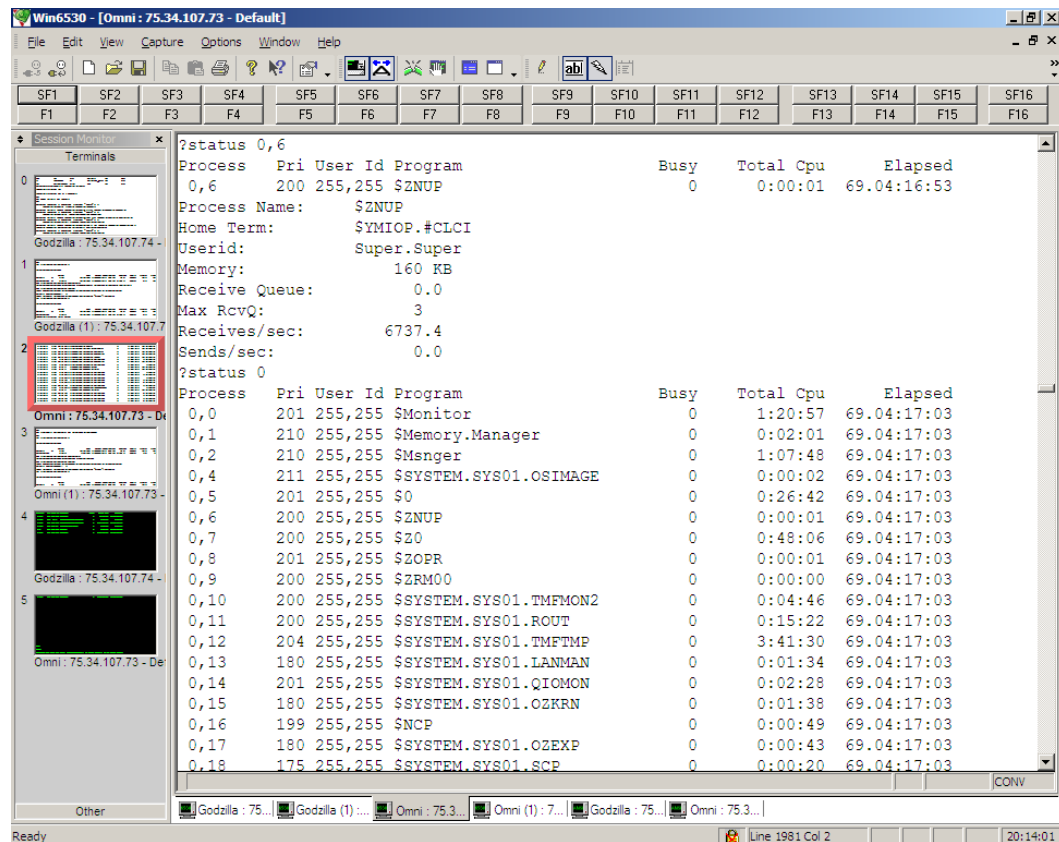 Win6530 - [Omni : 75.34.107.73 - Default]
File Edit View Capture Options Window Help
SF1 SF2 SF3 SF4 SF5 SF6 SF7 SF8 SF9 SF10 SF11 SF12 SF13 SF14 SF15 SF16
F1 F2 F3 F4 F5 F6 F7 F8 F9 F10 F11 F12 F13 F14 F15 F16
Session Monitor
Terminals
0
Godzilla : 75.34.107.74 -
1
Godzilla (1) : 75.34.107.7
2
Omni : 75.34.107.73 - De
3
Omni (1) : 75.34.107.73 -
4
Godzilla : 75.34.107.74 -
5
Omni : 75.34.107.73 - De
Other
?status 0,6
Process Pri User Id Program Busy Total Cpu Elapsed
0,6 200 255,255 $ZNUP 0 0:00:01 69.04:16:53
Process Name: $ZNUP
Home Term: $YMIOP.#CLCI
Userid: Super.Super
Memory: 160 KB
Receive Queue: 0.0
Max RcvQ: 3
Receives/sec: 6737.4
Sends/sec: 0.0
?status 0
Process Pri User Id Program Busy Total Cpu Elapsed
0,0 201 255,255 $Monitor 0 1:20:57 69.04:17:03
0,1 210 255,255 $Memory.Manager 0 0:02:01 69.04:17:03
0,2 210 255,255 $Msnger 0 1:07:48 69.04:17:03
0,4 211 255,255 $SYSTEM.SYS01.OSIMAGE 0 0:00:02 69.04:17:03
0,5 201 255,255 $0 0 0:26:42 69.04:17:03
0,6 200 255,255 $ZNUP 0 0:00:01 69.04:17:03
0,7 200 255,255 $Z0 0 0:48:06 69.04:17:03
0,8 201 255,255 $ZOPR 0 0:00:01 69.04:17:03
0,9 200 255,255 $ZRM00 0 0:00:00 69.04:17:03
0,10 200 255,255 $SYSTEM.SYS01.TMFMON2 0 0:04:46 69.04:17:03
0,11 200 255,255 $SYSTEM.SYS01.ROUT 0 0:15:22 69.04:17:03
0,12 204 255,255 $SYSTEM.SYS01.TMFTMP 0 3:41:30 69.04:17:03
0,13 180 255,255 $SYSTEM.SYS01.LANMAN 0 0:01:34 69.04:17:03
0,14 201 255,255 $SYSTEM.SYS01.QIOMON 0 0:02:28 69.04:17:03
0,15 180 255,255 $SYSTEM.SYS01.OZKRN 0 0:01:38 69.04:17:03
0,16 199 255,255 $NCP 0 0:00:49 69.04:17:03
0,17 180 255,255 $SYSTEM.SYS01.OZEXP 0 0:00:43 69.04:17:03
0,18 175 255,255 $SYSTEM.SYS01.SCP 0 0:00:20 69.04:17:03
CONV
Godzilla : 75... Godzilla (1) :... Omni : 75.3... Omni (1) : 7... Godzilla : 75... Omni : 75.3...
Ready Line 1981 Col 2 20:14:01